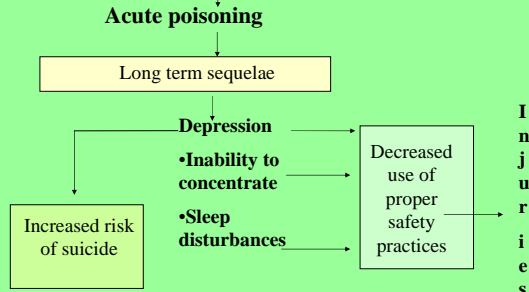 Acute poisoning
Long term sequelae
Depression
•Inability to
concentrate
•Sleep
disturbances
Increased risk
of suicide
Decreased
use of
proper
safety
practices
I
n
j
u
r
i
e
s